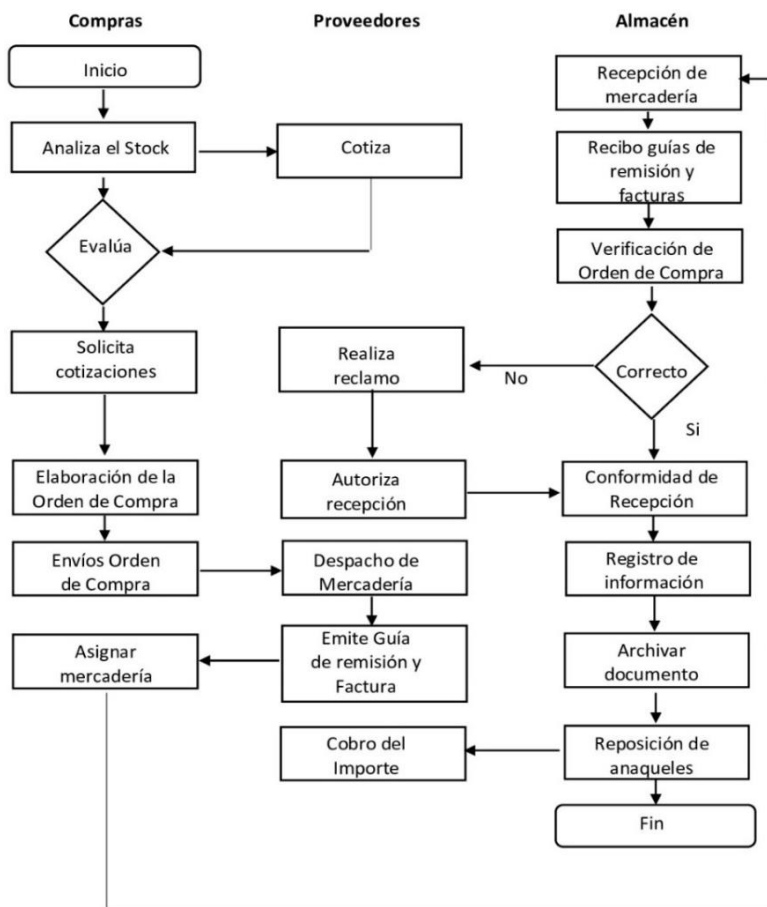 Compras
Proveedores
Almacén
Inicio
Analiza el Stock
Cotiza
Evalúa
Solicita
cotizaciones
Elaboración de la
Orden de Compra
Envíos Orden
de Compra
Despacho de
Mercadería
Emite Guía
de remisión y
Factura
Asignar
mercadería
Recepción de
mercadería
Recibo guías de
remisión y
facturas
Verificación de
Orden de Compra
Correcto
No
Realiza
reclamo
Autoriza
recepción
Si
Conformidad de
Recepción
Registro de
información
Archivar
documento
Reposición de
anaqueles
Cobro del
Importe
Fin